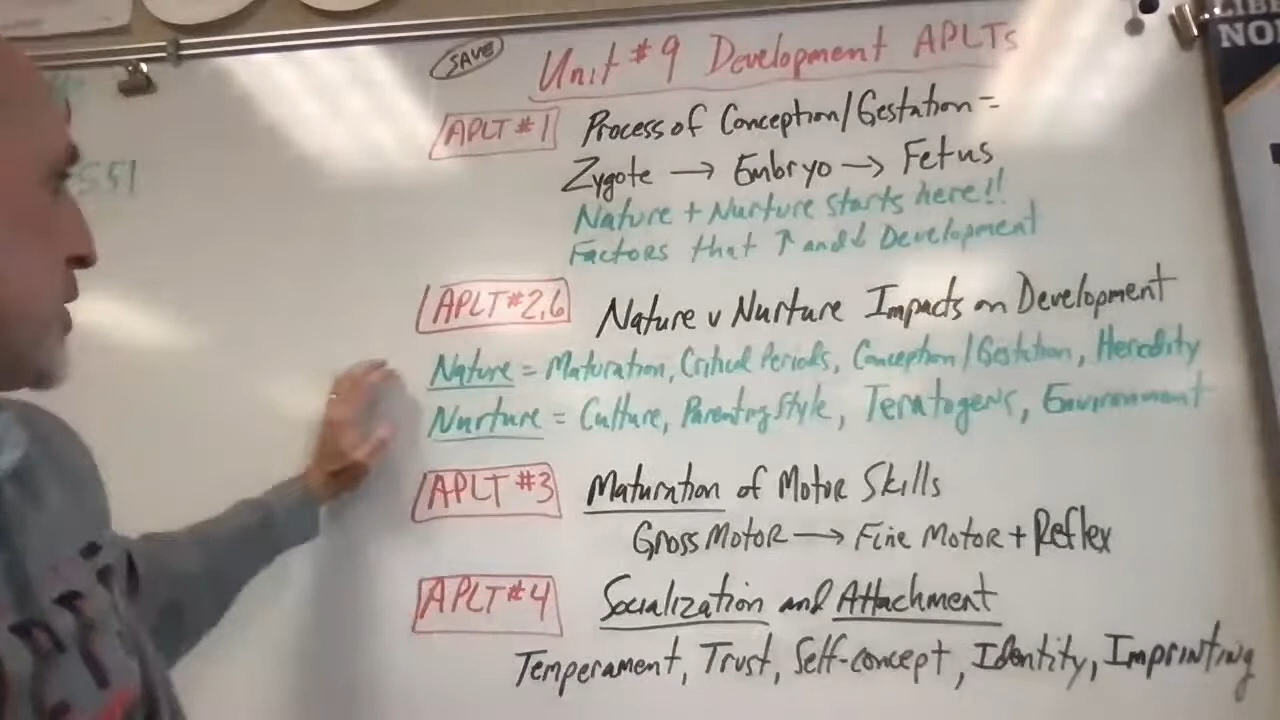 SAVE
Unit #9 Development APLTs
APLT #1 Process of Conception/Gestation =
Zygote → Embryo → Fetus
Nature + Nurture starts here!!
Factors that ↑ and ↓ Development
APLT #2,6 Nature v Nurture Impacts on Development
Nature = Maturation, Critical Periods, Conception/Gestation, Heredity
Nurture = Culture, Parenting Style, Teratogens, Environment
APLT #3 Maturation of Motor Skills
Gross Motor → Fine Motor + Reflex
APLT #4 Socialization and Attachment
Temperament, Trust, Self-concept, Identity, Imprinting